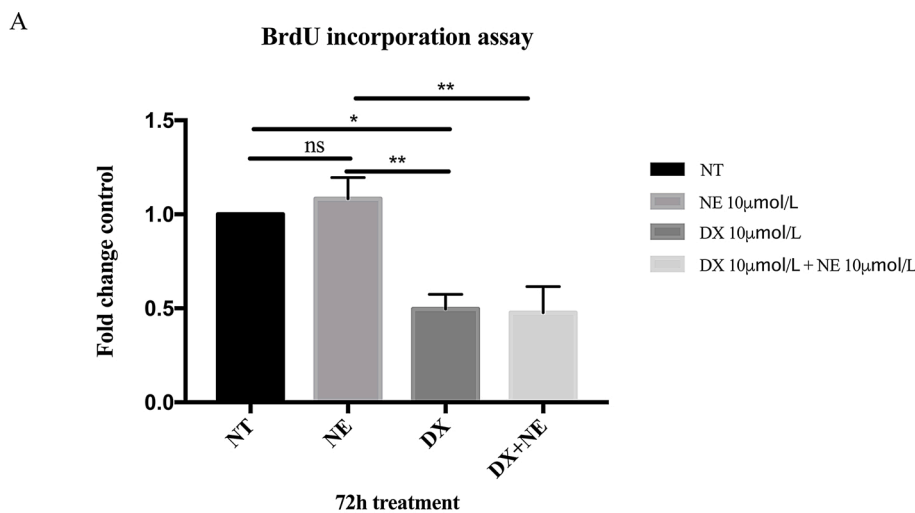 A
BrdU incorporation assay
**
*
ns
**
1.5
1.0
0.5
0.0
Fold change control
NT
NE
DX
DX+NE
72h treatment
NT
NE 10μmol/L
DX 10μmol/L
DX 10μmol/L + NE 10μmol/L